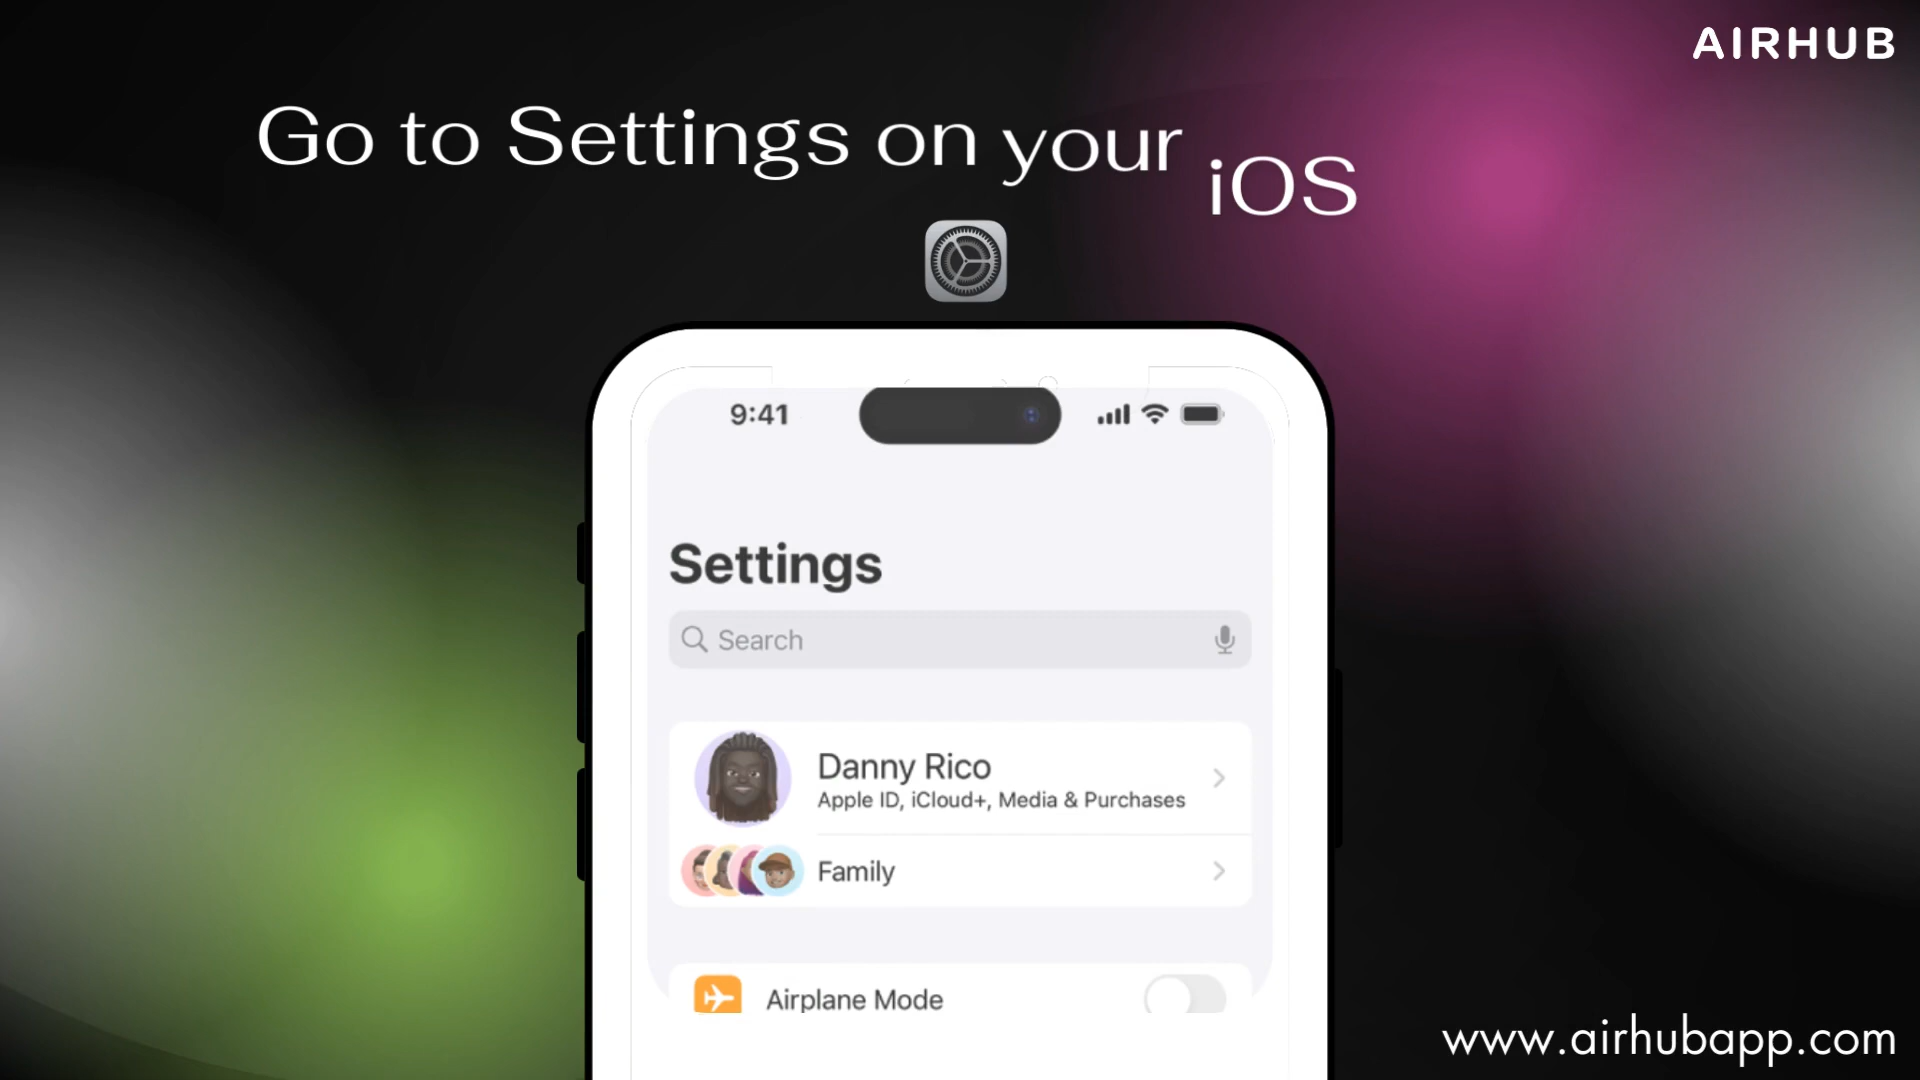 AIRHUB
Go to Settings on your iOS
9:41
Settings
Search
Danny Rico
Apple ID, iCloud+, Media & Purchases
Family
Airplane Mode
www.airhubapp.com